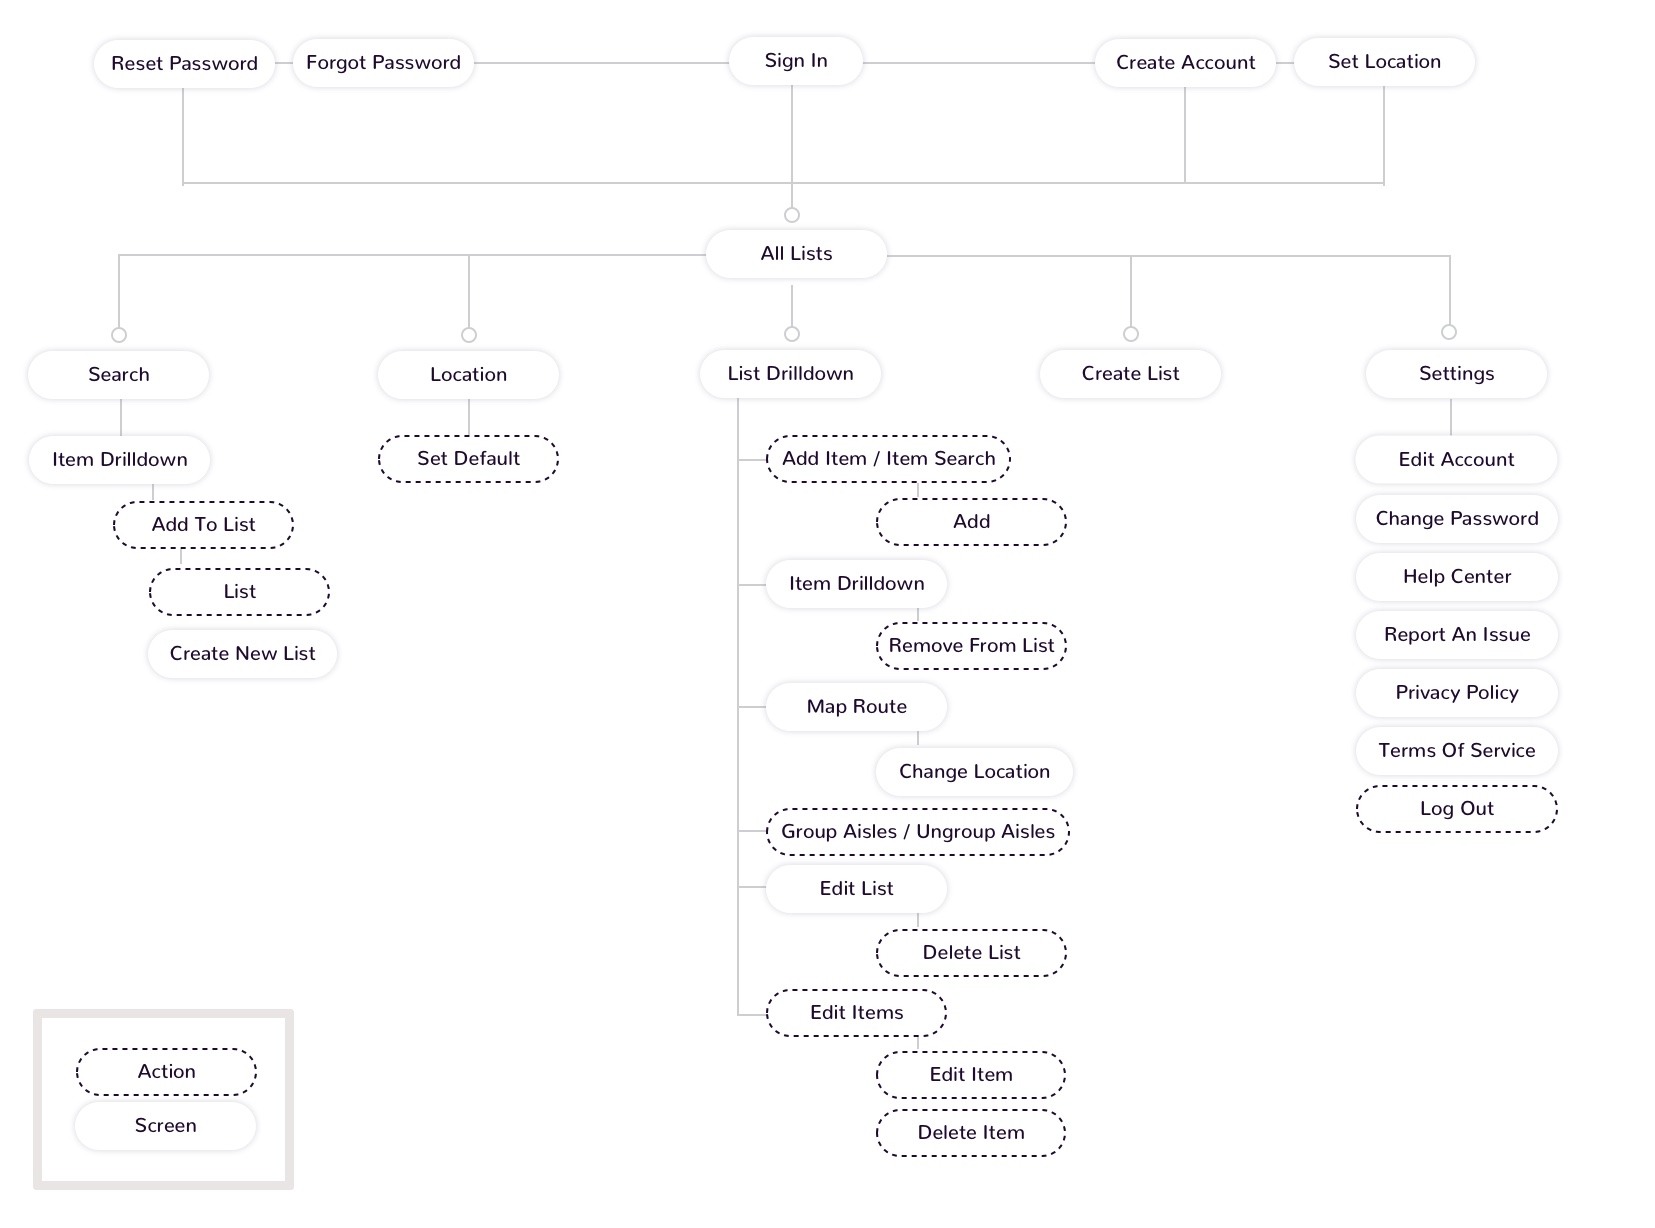 Reset Password
Forgot Password
Sign In
Create Account
Set Location
All Lists
Search
Location
List Drilldown
Create List
Settings
Item Drilldown
Add To List
List
Create New List
Set Default
Add Item / Item Search
Add
Item Drilldown
Remove From List
Map Route
Change Location
Group Aisles / Ungroup Aisles
Edit List
Delete List
Edit Items
Edit Item
Delete Item
Edit Account
Change Password
Help Center
Report An Issue
Privacy Policy
Terms Of Service
Log Out
Action
Screen